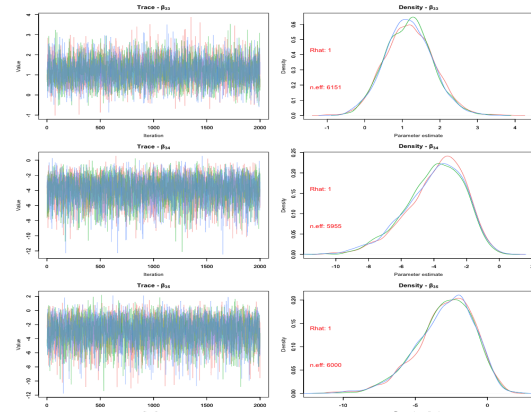 Trace - β₃₃
Value
4
3
2
1
0
-1
0 500 1000 1500 2000
Iteration
Density - β₃₃
Density
0.6
0.5
0.4
0.3
0.2
0.1
0.0
Rhat: 1
n.eff: 6151
-1 0 1 2 3 4
Parameter estimate
Trace - β₃₄
Value
0
-2
-4
-6
-8
-10
-12
0 500 1000 1500 2000
Iteration
Density - β₃₄
Density
0.25
0.20
0.15
0.10
0.05
0.00
Rhat: 1
n.eff: 5955
-10 -8 -6 -4 -2 0
Parameter estimate
Value
2
0
-2
-4
-6
-8
-10
-12
0 500 1000 1500 2000
Density
0.20
0.15
0.10
0.05
0.00
Rhat: 1
n.eff: 6000
-10 -5 0